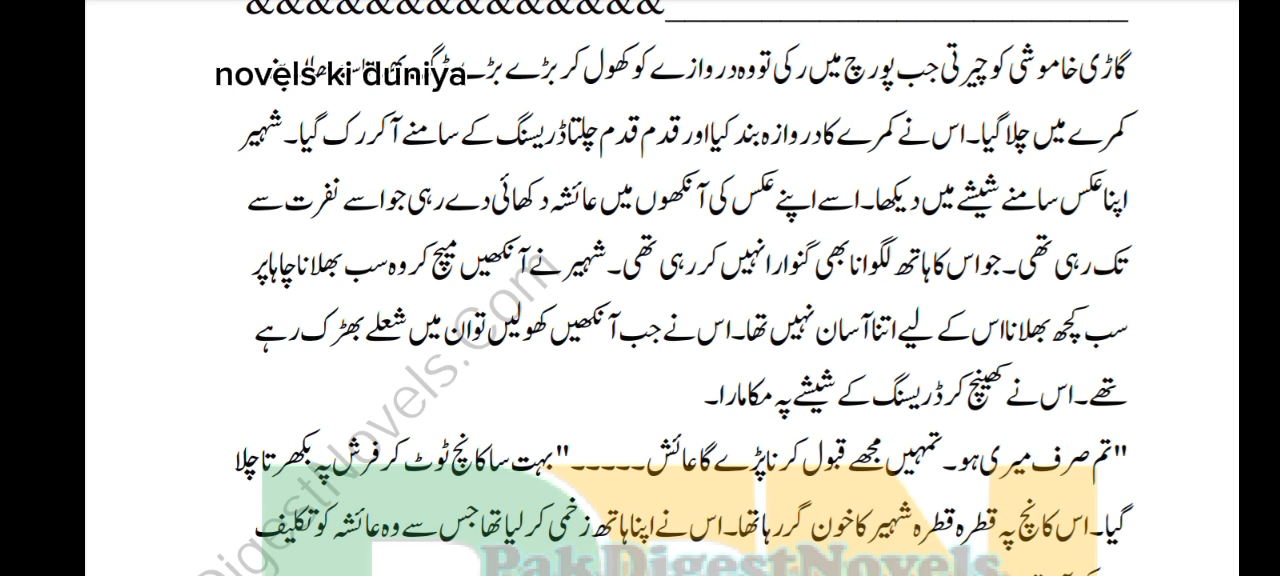 &&&&&&&&&&&&&&____________________________
گاڑی خاموشی کو چیرتی جب پورچ میں رکی تو وہ دروازے کو کھول کر بڑے بڑے
novels ki duniya
کمرے میں چلا گیا۔ اس نے کمرے کا دروازہ بند کیا اور قدم قدم چلتا ڈریسنگ کے سامنے آ کر رک گیا۔ شہیر
اپنا عکس سامنے شیشے میں دیکھا۔ اسے اپنے عکس کی آنکھوں میں عائشہ دکھائی دے رہی جو اسے نفرت سے
تک رہی تھی۔ جو اس کا ہاتھ لگوانا بھی گنوارا نہیں کر رہی تھی۔ شہیر نے آنکھیں میچ کر وہ سب بھلانا چاہا پر
سب کچھ بھلانا اس کے لیے اتنا آسان نہیں تھا۔ اس نے جب آنکھیں کھولیں تو ان میں شعلے بھڑک رہے
تھے۔ اس نے کھینچ کر ڈریسنگ کے شیشے پہ مکا مارا۔
"تم صرف میری ہو۔ تمہیں مجھے قبول کرنا پڑے گا عائش۔۔۔۔۔" بہت سا کانچ ٹوٹ کر فرش پہ بکھرتا چلا
گیا۔ اس کانچ پہ قطرہ قطرہ شہیر کا خون گر رہا تھا۔ اس نے اپنا ہاتھ زخمی کر لیا تھا جس سے وہ عائشہ کو تکلیف
DigestNovels.Com
PakDigestNovels